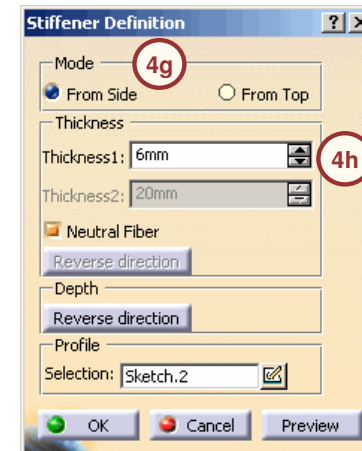 Stiffener Definition ? X
Mode 4g
From Side From Top
Thickness
Thickness1: 6mm 4h
Thickness2: 20mm
Neutral Fiber
Reverse direction
Depth
Reverse direction
Profile
Selection: Sketch.2
OK Cancel Preview